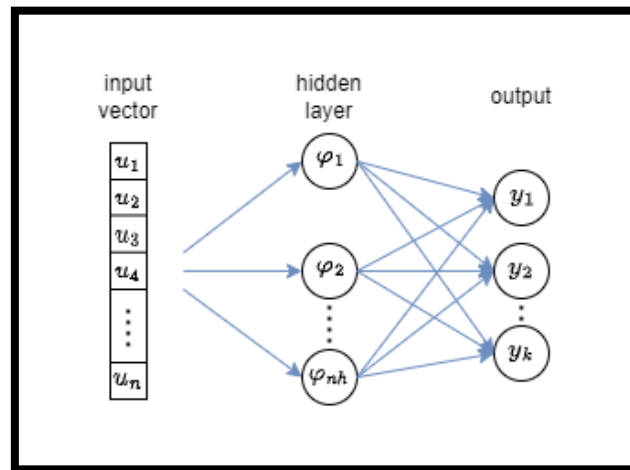 input
vector
hidden
layer
output
u₁
u₂
u₃
u₄
uₙ
φ₁
φ₂
φₙₕ
y₁
y₂
yₖ